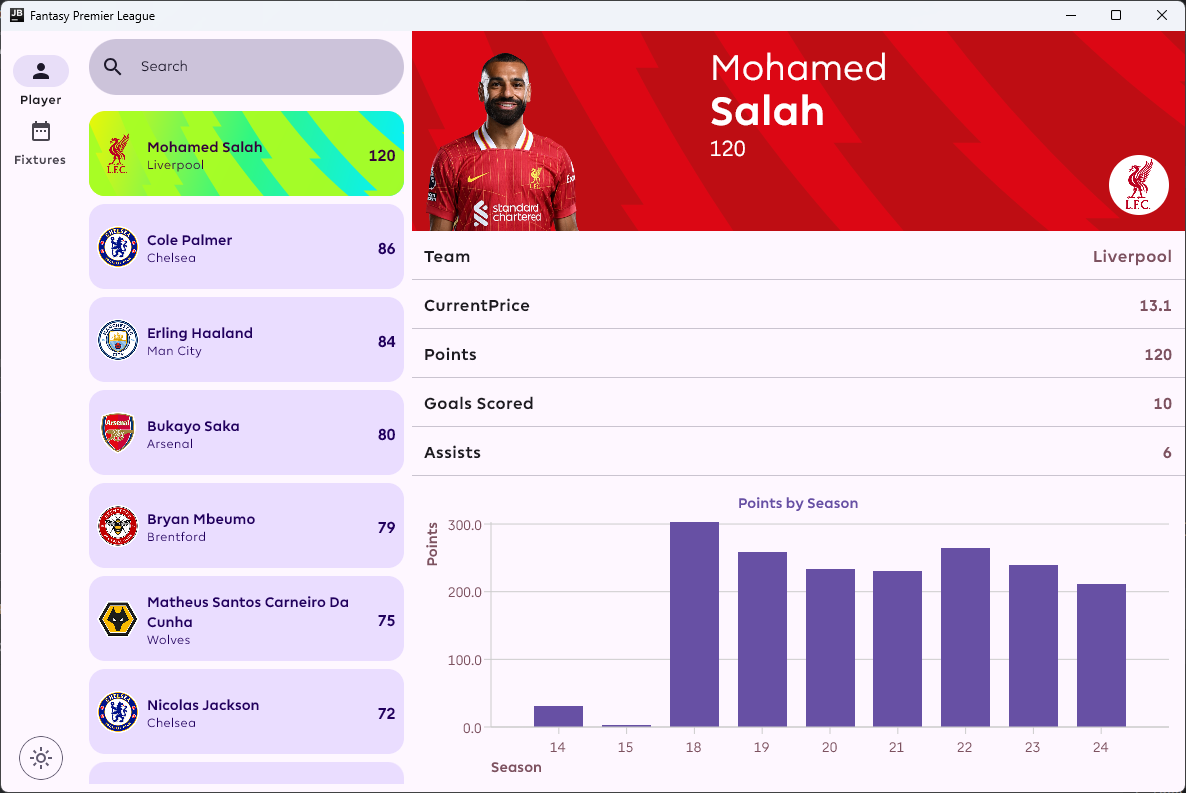 Fantasy Premier League
Player
Fixtures
Search
Mohamed Salah
Liverpool
120
L.F.C.
Cole Palmer
Chelsea
86
Erling Haaland
Man City
84
Bukayo Saka
Arsenal
80
Bryan Mbeumo
Brentford
79
Matheus Santos Carneiro Da
Cunha
Wolves
75
Nicolas Jackson
Chelsea
72
Mohamed
Salah
120
standard
chartered
L.F.C.
Team
Liverpool
CurrentPrice
13.1
Points
120
Goals Scored
10
Assists
6
Points by Season
Points
300.0
200.0
100.0
0.0
14 15 18 19 20 21 22 23 24
Season